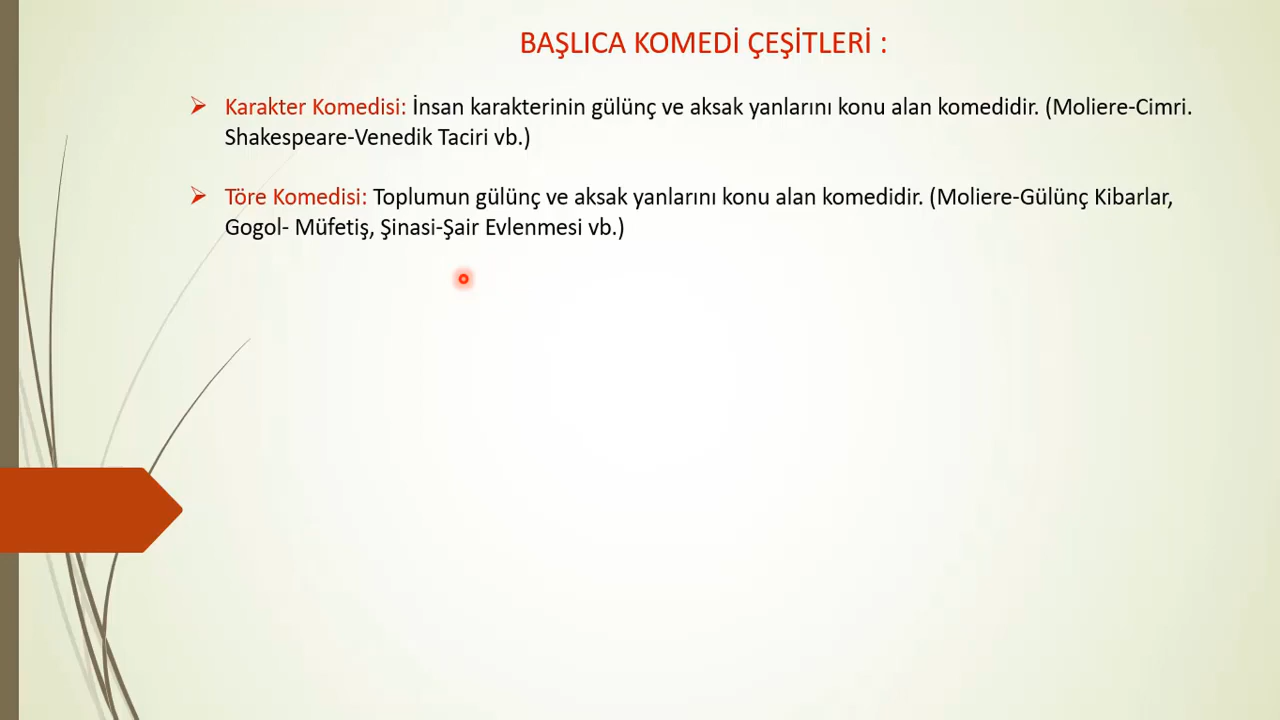 BAŞLICA KOMEDİ ÇEŞİTLERİ :
Karakter Komedisi: İnsan karakterinin gülünç ve aksak yanlarını konu alan komedidir. (Moliere-Cimri.
Shakespeare-Venedik Taciri vb.)
Töre Komedisi: Toplumun gülünç ve aksak yanlarını konu alan komedidir. (Moliere-Gülünç Kibarlar,
Gogol- Müfetiş, Şinasi-Şair Evlenmesi vb.)